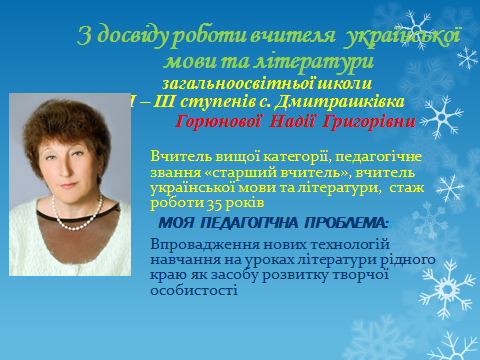 З досвіду роботи вчителя української
мови та літератури
загальноосвітньої школи
І – ІІІ ступенів с. Дмитрашківка
Горюнової Надії Григорівни
Вчитель вищої категорії, педагогічне
звання «старший вчитель», вчитель
української мови та літератури, стаж
роботи 35 років
МОЯ ПЕДАГОГІЧНА ПРОБЛЕМА:
Впровадження нових технологій
навчання на уроках літератури рідного
краю як засобу розвитку творчої
особистості